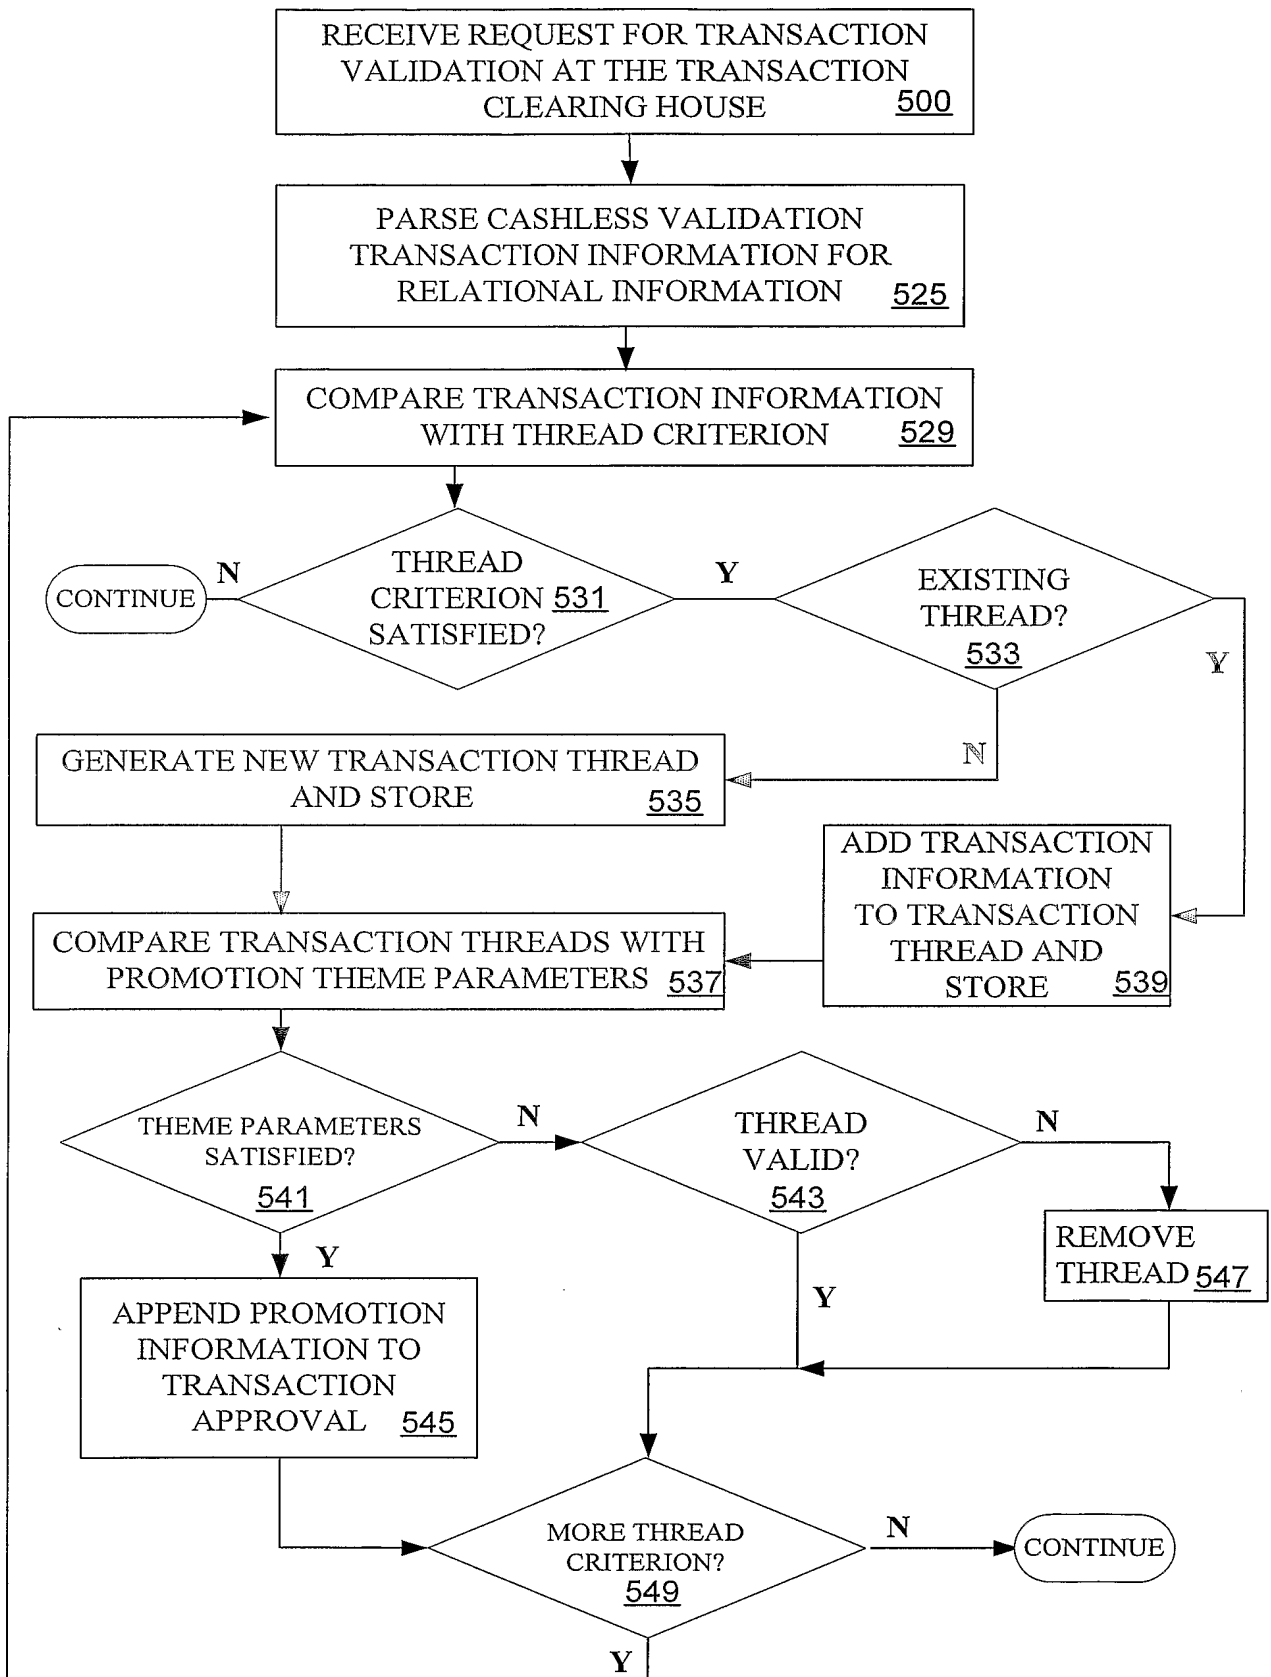 RECEIVE REQUEST FOR TRANSACTION
VALIDATION AT THE TRANSACTION
CLEARING HOUSE 500
PARSE CASHLESS VALIDATION
TRANSACTION INFORMATION FOR
RELATIONAL INFORMATION 525
COMPARE TRANSACTION INFORMATION
WITH THREAD CRITERION 529
CONTINUE
N
THREAD
CRITERION 531
SATISFIED?
Y
EXISTING
THREAD?
533
Y
N
GENERATE NEW TRANSACTION THREAD
AND STORE 535
ADD TRANSACTION
INFORMATION
TO TRANSACTION
THREAD AND
STORE 539
COMPARE TRANSACTION THREADS WITH
PROMOTION THEME PARAMETERS 537
THEME PARAMETERS
SATISFIED?
541
N
THREAD
VALID?
543
N
Y
REMOVE
THREAD 547
Y
APPEND PROMOTION
INFORMATION TO
TRANSACTION
APPROVAL 545
MORE THREAD
CRITERION?
549
N
CONTINUE
Y